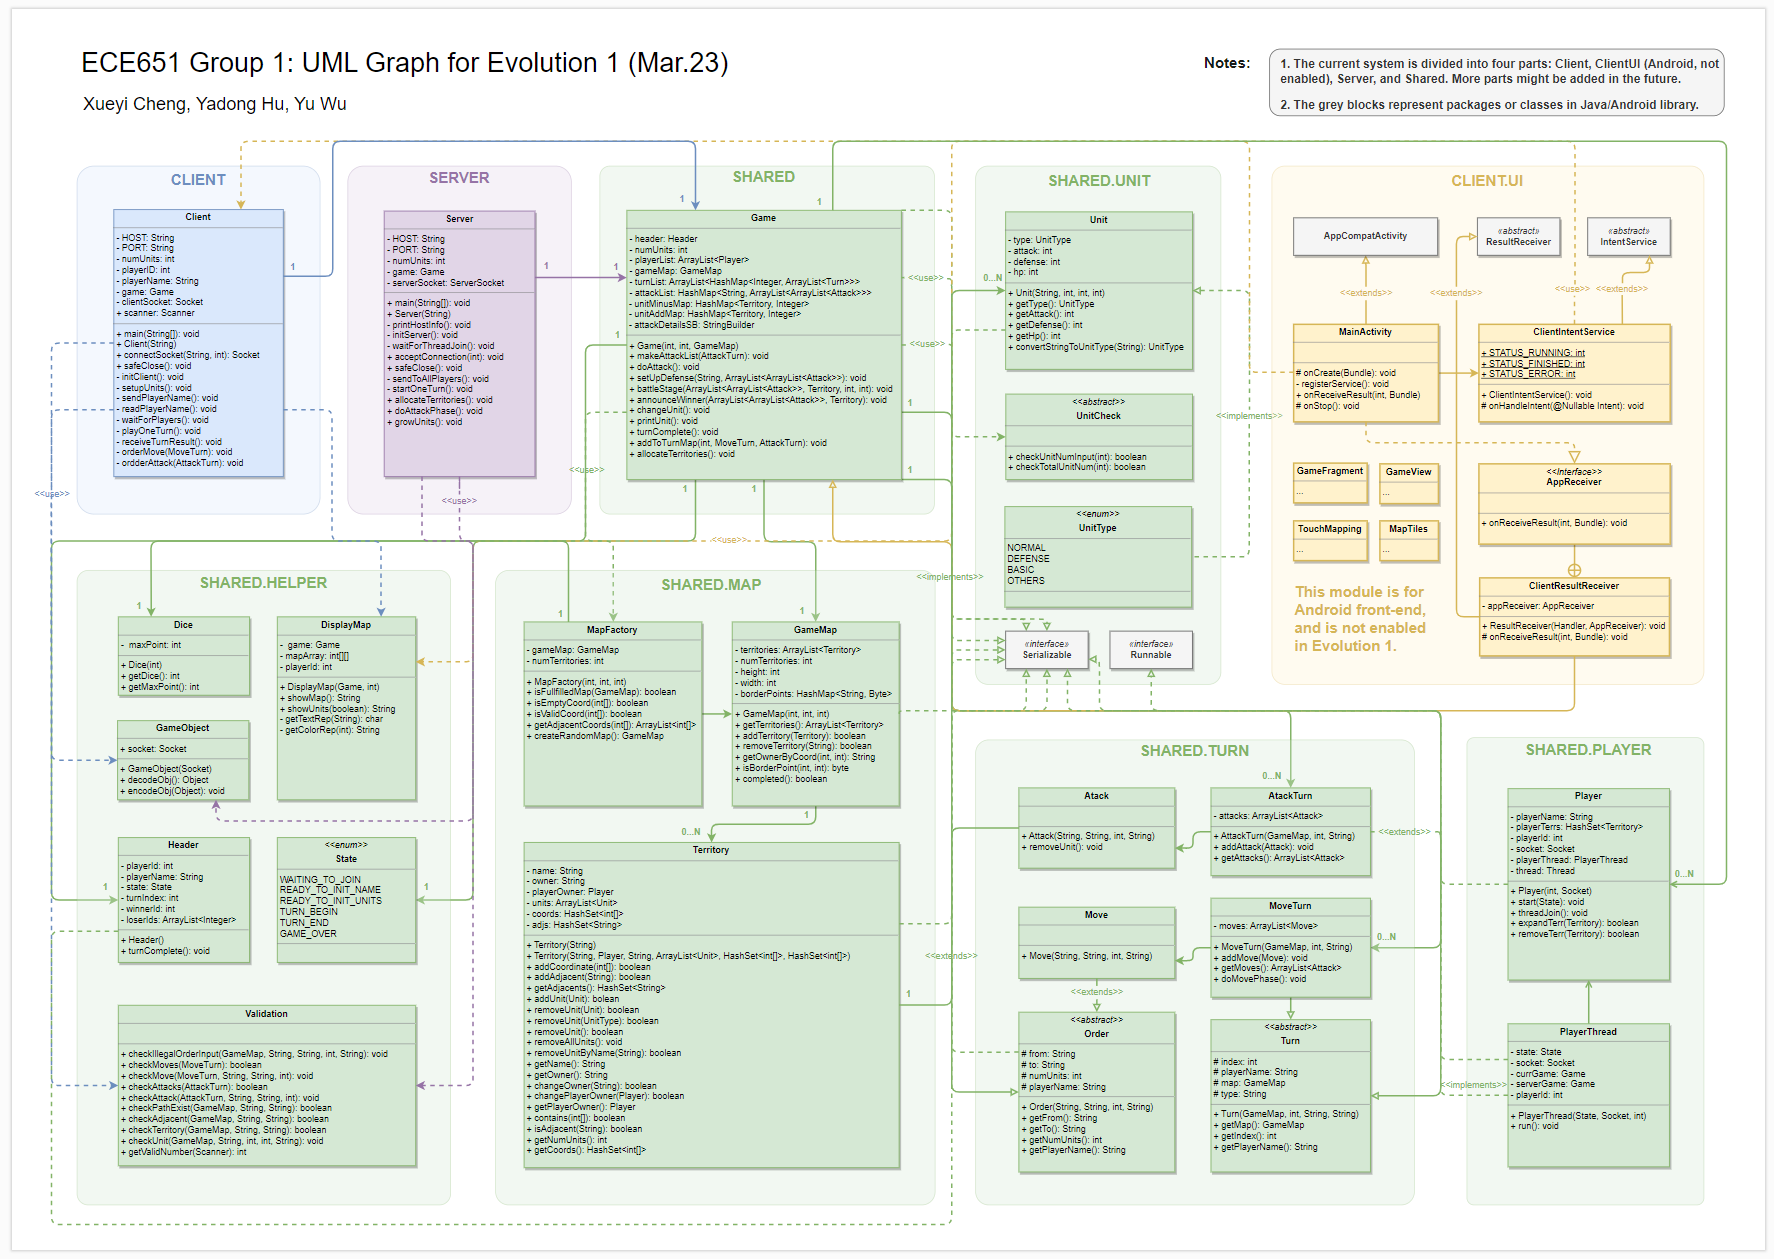 ECE651 Group 1: UML Graph for Evolution 1 (Mar.23)
Xueyi Cheng, Yadong Hu, Yu Wu
Notes:
1. The current system is divided into four parts: Client, ClientUI (Android, not
enabled), Server, and Shared. More parts might be added in the future.
2. The grey blocks represent packages or classes in Java/Android library.
CLIENT
Client
- HOST: String
- PORT: String
- numUnits: int
- playerID: int
- playerName: String
- game: Game
- clientSocket: Socket
+ scanner: Scanner
+ main(String[]): void
+ Client(String)
+ connectSocket(String, int): Socket
+ safeClose(): void
- initClient(): void
- setupUnits(): void
- sendPlayerName(): void
- readPlayerName(): void
- waitForPlayers(): void
- playOneTurn(): void
- receiveTurnResult(): void
- orderMove(MoveTurn): void
- ordderAttack(AttackTurn): void
1
<<use>>
SERVER
Server
- HOST: String
- PORT: String
- numUnits: int
- game: Game
- serverSocket: ServerSocket
+ main(String[]): void
+ Server(String)
- printHostInfo(): void
- initServer(): void
- waitForThreadJoin(): void
+ acceptConnection(int): void
+ safeClose(): void
- sendToAllPlayers(): void
- startOneTurn(): void
+ allocateTerritories(): void
+ doAttackPhase(): void
+ growUnits(): void
1
<<use>>
SHARED
1
1
1
Game
- header: Header
- numUnits: int
- playerList: ArrayList<Player>
- gameMap: GameMap
- turnList: ArrayList<HashMap<Integer, ArrayList<Turn>>>
- attackList: HashMap<String, ArrayList<ArrayList<Attack>>>
- unitMinusMap: HashMap<Territory, Integer>
- unitAddMap: HashMap<Territory, Integer>
- attackDetailsSB: StringBuilder
+ Game(int, int, GameMap)
+ makeAttackList(AttackTurn): void
+ doAttack(): void
+ setUpDefense(String, ArrayList<ArrayList<Attack>>): void
+ battleStage(ArrayList<ArrayList<Attack>>, Territory, int, int): void
+ announceWinner(ArrayList<ArrayList<Attack>>, Territory): void
+ changeUnit(): void
+ printUnit(): void
+ turnComplete(): void
+ addToTurnMap(int, MoveTurn, AttackTurn): void
+ allocateTerritories(): void
1
<<use>>
<<use>>
<<use>>
1
1
1
1
<<use>>
SHARED.UNIT
Unit
- type: UnitType
- attack: int
- defense: int
- hp: int
+ Unit(String, int, int, int)
+ getType(): UnitType
+ getAttack(): int
+ getDefense(): int
+ getHp(): int
+ convertStringToUnitType(String): UnitType
0...N
<<abstract>>
UnitCheck
+ checkUnitNumInput(int): boolean
+ checkTotalUnitNum(int): boolean
<<implements>>
<<enum>>
UnitType
NORMAL
DEFENSE
BASIC
OTHERS
<<implements>>
«interface»
Serializable
«interface»
Runnable
CLIENT.UI
AppCompatActivity
«abstract»
ResultReceiver
«abstract»
IntentService
<<extends>>
<<extends>>
<<use>>
<<extends>>
MainActivity
# onCreate(Bundle): void
- registerService(): void
+ onReceiveResult(int, Bundle)
# onStop(): void
ClientIntentService
+ STATUS_RUNNING: int
+ STATUS_FINISHED: int
+ STATUS_ERROR: int
+ ClientIntentService(): void
# onHandleIntent(@Nullable Intent): void
GameFragment
...
GameView
...
TouchMapping
...
MapTiles
...
<<Interface>>
AppReceiver
+ onReceiveResult(int, Bundle): void
ClientResultReceiver
- appReceiver: AppReceiver
+ ResultReceiver(Handler, AppReceiver): void
# onReceiveResult(int, Bundle): void
This module is for
Android front-end,
and is not enabled
in Evolution 1.
SHARED.HELPER
1
Dice
- maxPoint: int
+ Dice(int)
+ getDice(): int
+ getMaxPoint(): int
DisplayMap
- game: Game
- mapArray: int[][]
- playerId: int
+ DisplayMap(Game, int)
+ showMap(): String
+ showUnits(boolean): String
- getTextRep(String): char
- getColorRep(int): String
GameObject
+ socket: Socket
+ GameObject(Socket)
+ decodeObj(): Object
+ encodeObj(Object): void
Header
- playerId: int
- playerName: String
- state: State
- turnIndex: int
- winnerId: int
- loserIds: ArrayList<Integer>
+ Header()
+ turnComplete(): void
1
<<enum>>
State
WAITING_TO_JOIN
READY_TO_INIT_NAME
READY_TO_INIT_UNITS
TURN_BEGIN
TURN_END
GAME_OVER
1
Validation
+ checkIllegalOrderInput(GameMap, String, String, int, String): void
+ checkMoves(MoveTurn): boolean
+ checkMove(MoveTurn, String, String, int): void
+ checkAttacks(AttackTurn): boolean
+ checkAttack(AttackTurn, String, String, int): void
+ checkPathExist(GameMap, String, String): boolean
+ checkAdjacent(GameMap, String, String): boolean
+ checkTerritory(GameMap, String, String): boolean
+ checkUnit(GameMap, String, int, int, String): void
+ getValidNumber(Scanner): int
SHARED.MAP
1
MapFactory
- gameMap: GameMap
- numTerritories: int
+ MapFactory(int, int, int)
+ isFullfilledMap(GameMap): boolean
+ isEmptyCoord(int[]): boolean
+ isValidCoord(int[]): boolean
+ getAdjacentCoords(int[]): ArrayList<int[]>
+ createRandomMap(): GameMap
1
GameMap
- territories: ArrayList<Territory>
- numTerritories: int
- height: int
- width: int
- borderPoints: HashMap<String, Byte>
+ GameMap(int, int, int)
+ getTerritories(): ArrayList<Territory>
+ addTerritory(Territory): boolean
+ removeTerritory(String): boolean
+ getOwnerByCoord(int, int): String
+ isBorderPoint(int, int): byte
+ completed(): boolean
1
0...N
Territory
- name: String
- owner: String
- playerOwner: Player
- units: ArrayList<Unit>
- coords: HashSet<int[]>
- adjs: HashSet<String>
+ Territory(String)
+ Territory(String, Player, String, ArrayList<Unit>, HashSet<int[]>, HashSet<int[]>)
+ addCoordinate(int[]): boolean
+ addAdjacent(String): boolean
+ getAdjacents(): HashSet<String>
+ addUnit(Unit): bolean
+ removeUnit(Unit): boolean
+ removeUnit(UnitType): boolean
+ removeUnit(): boolean
+ removeAllUnits(): void
+ removeUnitByName(String): boolean
+ getName(): String
+ getOwner(): String
+ changeOwner(String): boolean
+ changePlayerOwner(Player): boolean
+ getPlayerOwner(): Player
+ contains(int[]): boolean
+ isAdjacent(String): boolean
+ getNumUnits(): int
+ getCoords(): HashSet<int[]>
1
<<extends>>
SHARED.TURN
Atack
+ Attack(String, String, int, String)
+ removeUnit(): void
0...N
AtackTurn
- attacks: ArrayList<Attack>
+ AttackTurn(GameMap, int, String)
+ addAttack(Attack): void
+ getAttacks(): ArrayList<Attack>
<<extends>>
Move
+ Move(String, String, int, String)
<<extends>>
MoveTurn
- moves: ArrayList<Move>
+ MoveTurn(GameMap, int, String)
+ addMove(Move): void
+ getMoves(): ArrayList<Attack>
+ doMovePhase(): void
0...N
<<abstract>>
Order
# from: String
# to: String
# numUnits: int
# playerName: String
+ Order(String, String, int, String)
+ getFrom(): String
+ getTo(): String
+ getNumUnits(): int
+ getPlayerName(): String
<<abstract>>
Turn
# index: int
# playerName: String
# map: GameMap
# type: String
+ Turn(GameMap, int, String, String)
+ getMap(): GameMap
+ getIndex(): int
+ getPlayerName(): String
SHARED.PLAYER
Player
- playerName: String
- playerTerrs: HashSet<Territory>
- playerId: int
- socket: Socket
- playerThread: PlayerThread
- thread: Thread
+ Player(int, Socket)
+ start(State): void
+ threadJoin(): void
+ expandTerr(Territory): boolean
+ removeTerr(Territory): boolean
0...N
PlayerThread
- state: State
- socket: Socket
- currGame: Game
- serverGame: Game
- playerId: int
+ PlayerThread(State, Socket, int)
+ run(): void
<<implements>>